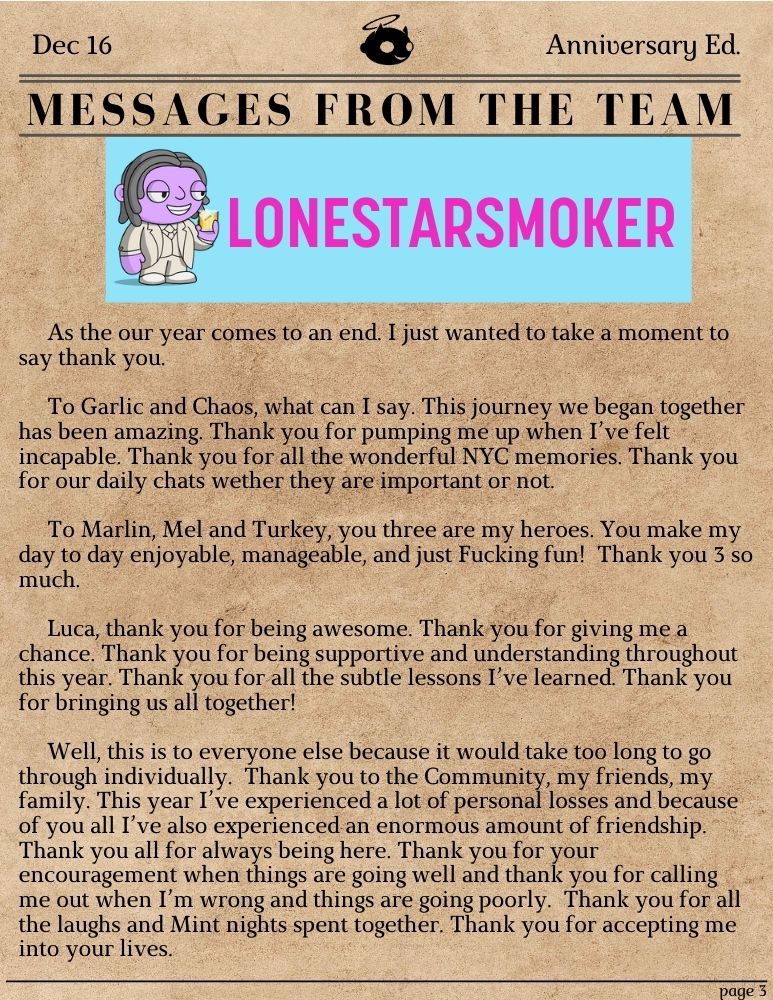 Dec 16
Anniversary Ed.
MESSAGES FROM THE TEAM
LONESTARSMOKER
As the our year comes to an end. I just wanted to take a moment to
say thank you.
To Garlic and Chaos, what can I say. This journey we began together
has been amazing. Thank you for pumping me up when I've felt
incapable. Thank you for all the wonderful NYC memories. Thank you
for our daily chats wether they are important or not.
To Marlin, Mel and Turkey, you three are my heroes. You make my
day to day enjoyable, manageable, and just Fucking fun!  Thank you 3 so
much.
Luca, thank you for being awesome. Thank you for giving me a
chance. Thank you for being supportive and understanding throughout
this year. Thank you for all the subtle lessons I've learned. Thank you
for bringing us all together!
Well, this is to everyone else because it would take too long to go
through individually.  Thank you to the Community, my friends, my
family. This year I've experienced a lot of personal losses and because
of you all I've also experienced an enormous amount of friendship.
Thank you all for always being here. Thank you for your
encouragement when things are going well and thank you for calling
me out when I'm wrong and things are going poorly.  Thank you for all
the laughs and Mint nights spent together. Thank you for accepting me
into your lives.
page 3